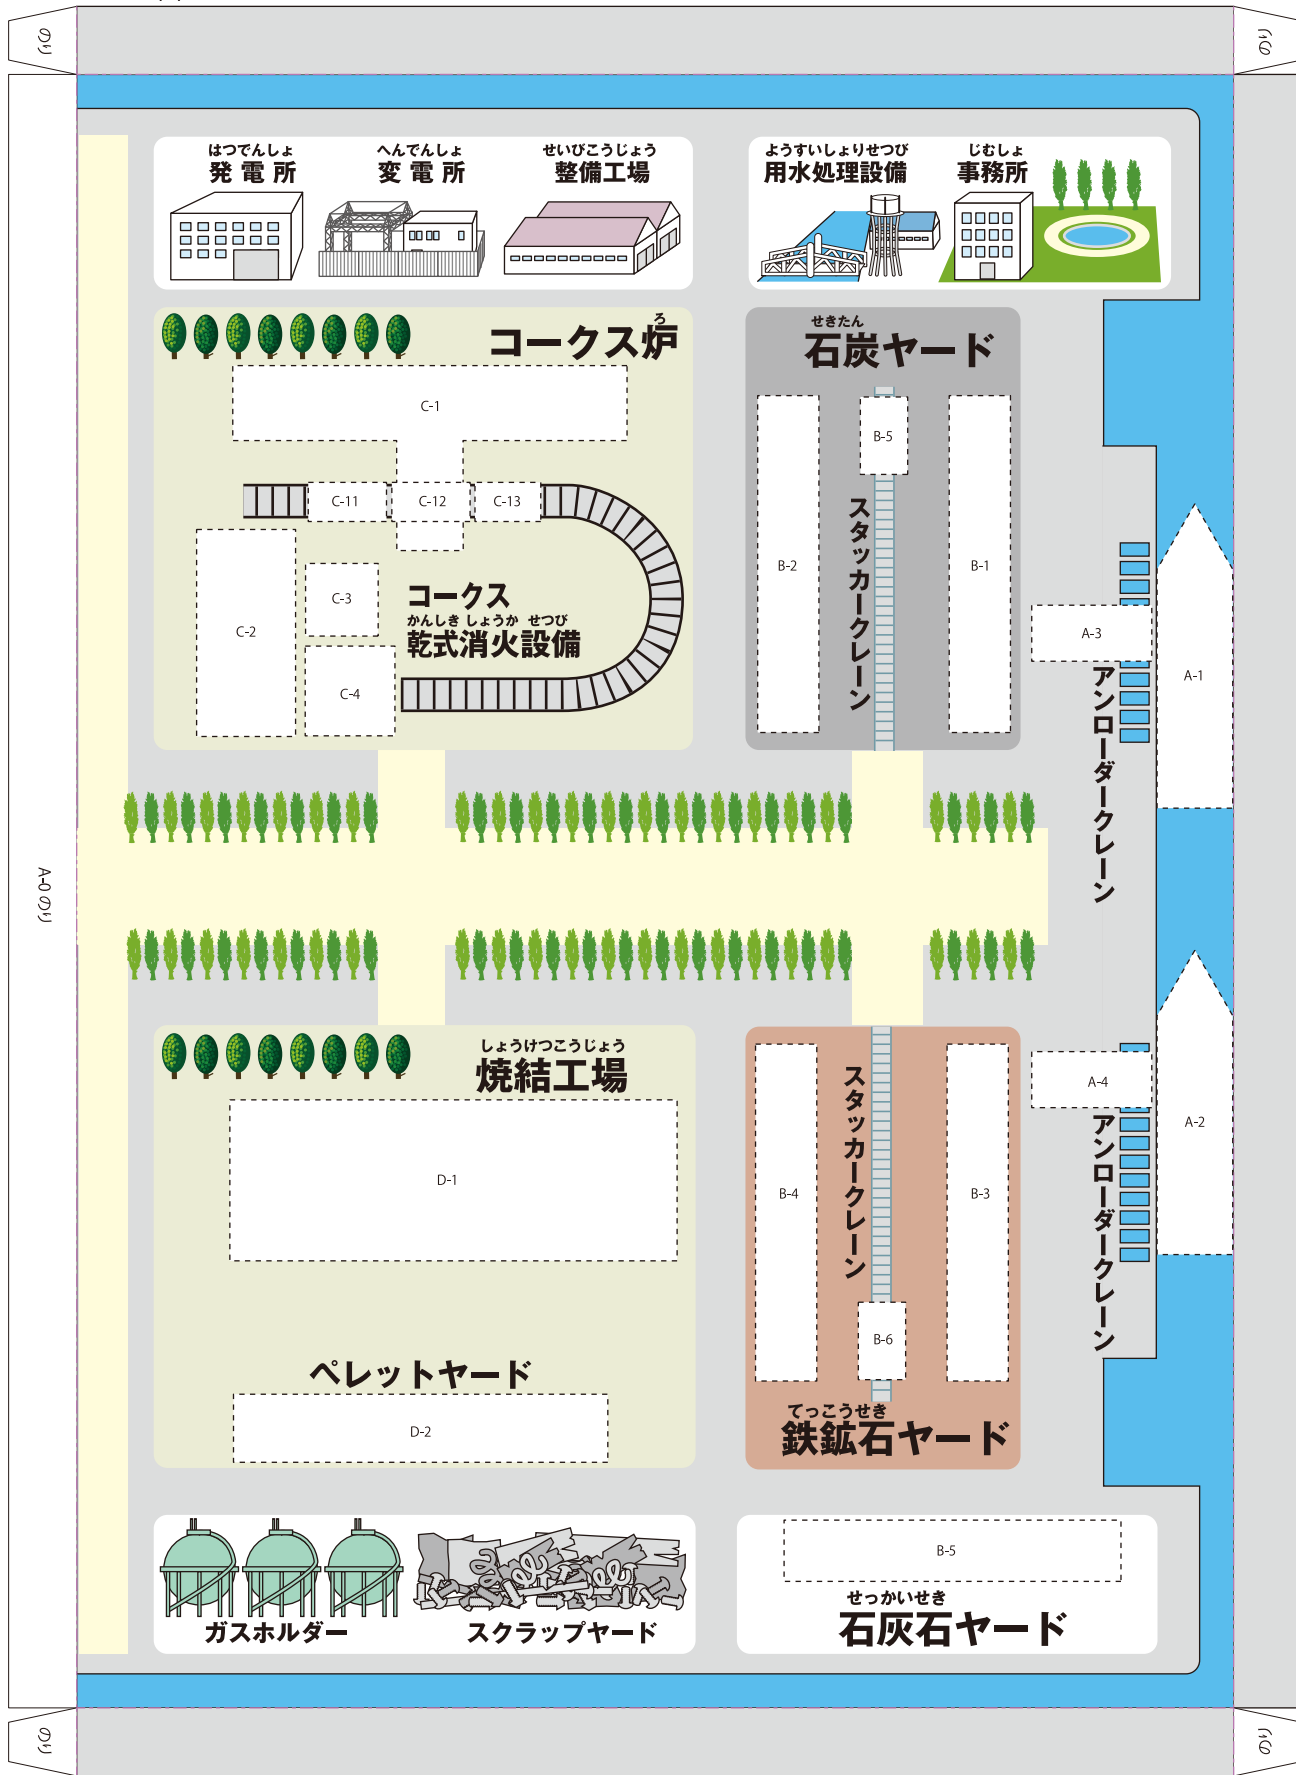 のり
のり
はつでんしょ
発電所
へんでんしょ
変電所
せいびこうじょう
整備工場
ようすいしょりせつび
用水処理設備
じむしょ
事務所
ろ
コークス炉
C-1
C-11
C-12
C-13
C-2
C-3
C-4
コークス
かんしき しょうか せつび
乾式消火設備
せきたん
石炭ヤード
B-5
B-2
B-1
スタッカークレーン
A-3
A-1
アンローダークレーン
A-0 のり
しょうけつこうじょう
焼結工場
D-1
ペレットヤード
D-2
スタッカークレーン
B-4
B-3
B-6
てっこうせき
鉄鉱石ヤード
A-4
A-2
アンローダークレーン
ガスホルダー
スクラップヤード
B-5
せっかいせき
石灰石ヤード
のり
のり